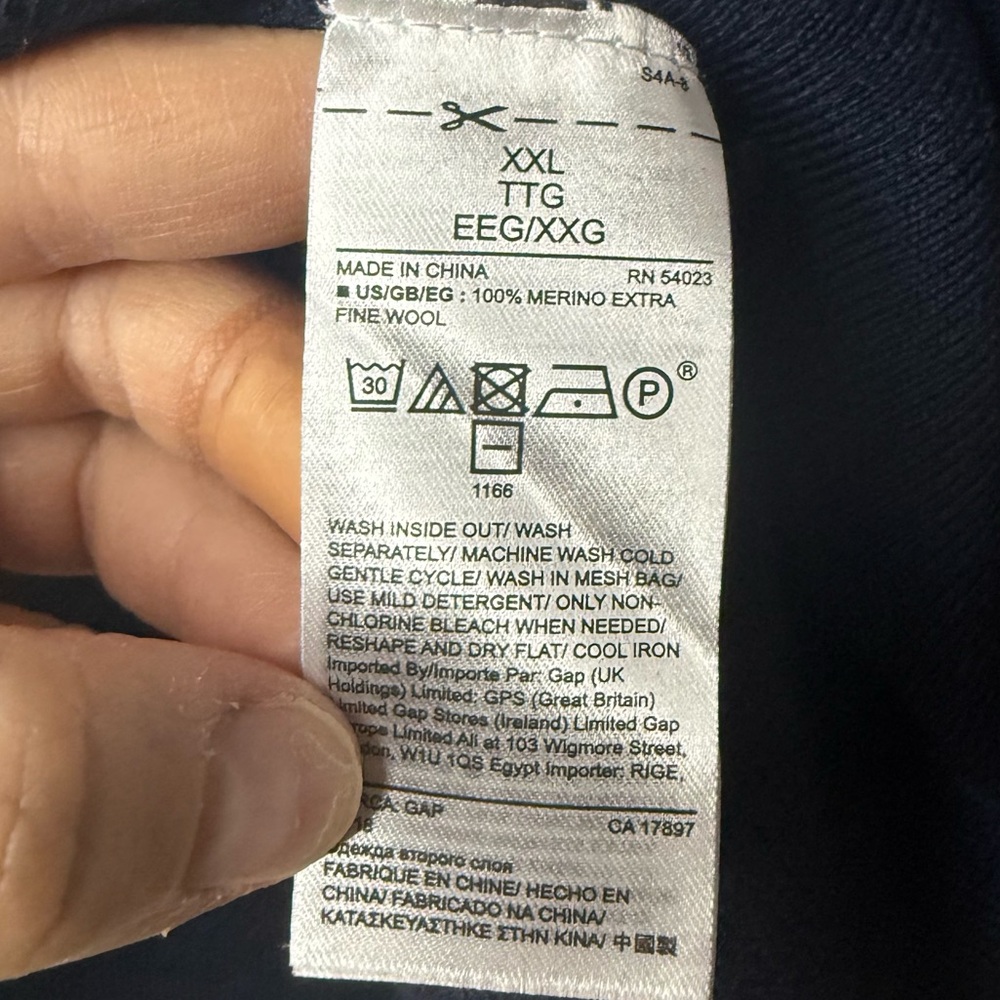 S4A-8
XXL
TTG
EEG/XXG
MADE IN CHINA RN 54023
■ US/GB/EG : 100% MERINO EXTRA
FINE WOOL
30 P ®
1166
WASH INSIDE OUT/ WASH
SEPARATELY/ MACHINE WASH COLD
GENTLE CYCLE/ WASH IN MESH BAG/
USE MILD DETERGENT/ ONLY NON-
CHLORINE BLEACH WHEN NEEDED/
RESHAPE AND DRY FLAT/ COOL IRON
Imported By/Importe Par: Gap (UK
Holdings) Limited: GPS (Great Britain)
Limited Gap Stores (Ireland) Limited Gap
Limited All at 103 Wigmore Street,
W1U 1QS Egypt Importer: RIGE,
GAP
CA 17897
одежда второго слоя
FABRIQUE EN CHINE/ HECHO EN
CHINA/ FABRICADO NA CHINA/
ΚΑΤΑΣΚΕΥΑΣΤΗΚΕ ΣΤΗΝ ΚΙΝΑ/ 中國製